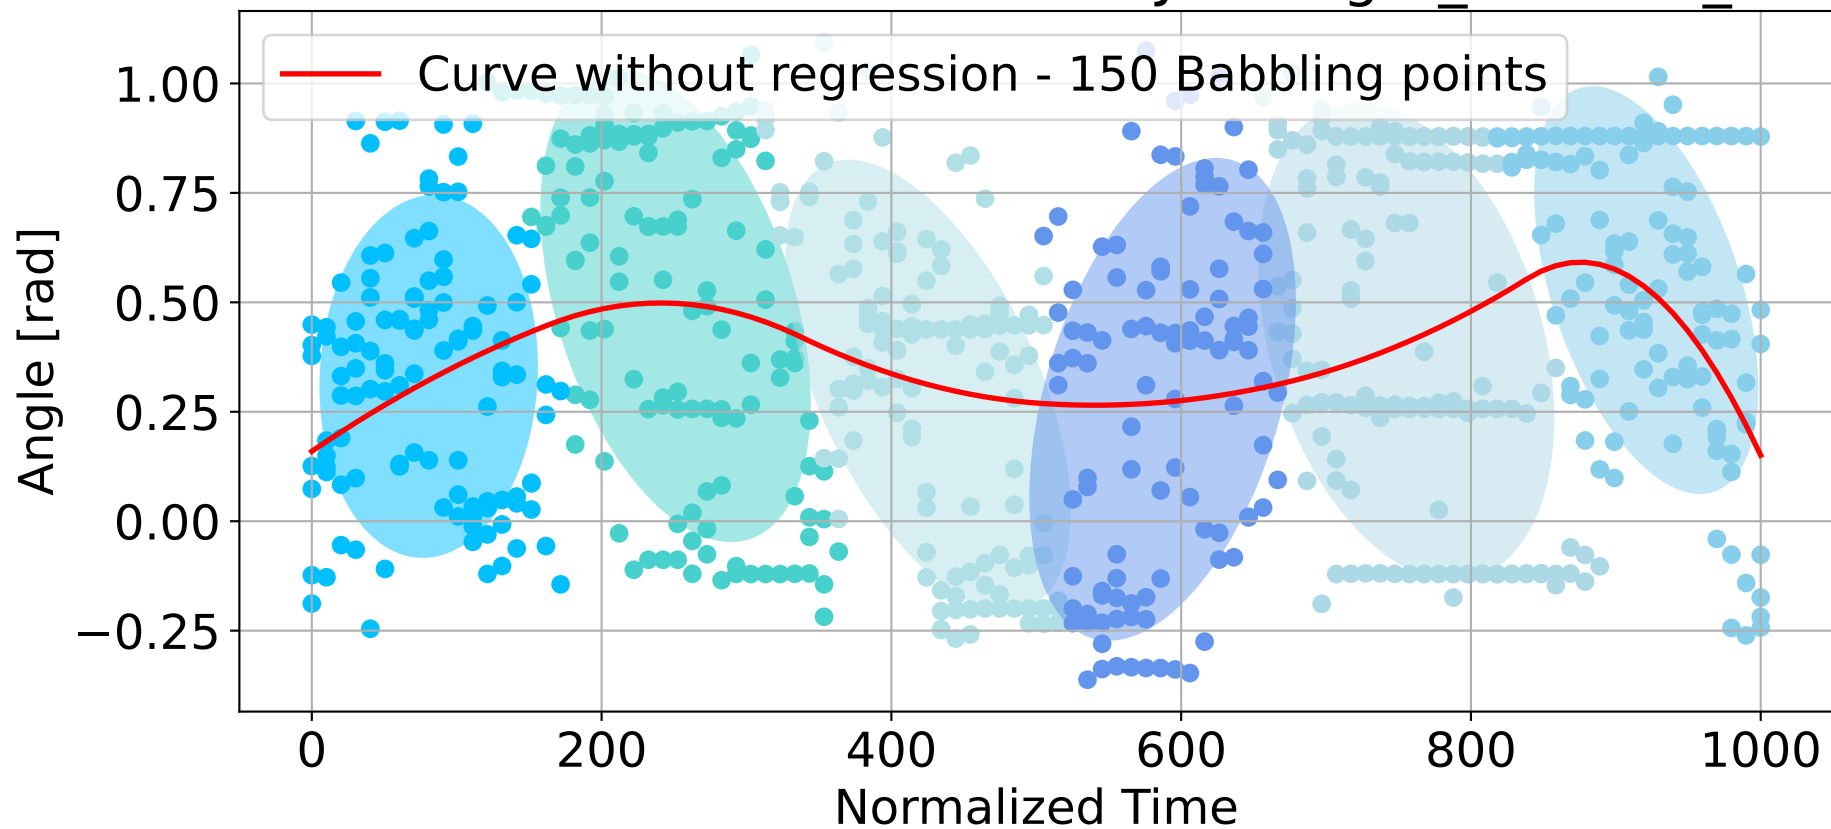 Curve without regression - 150 Babbling points
1.00
0.75
0.50
0.25
0.00
−0.25
Angle [rad]
0 200 400 600 800 1000
Normalized Time